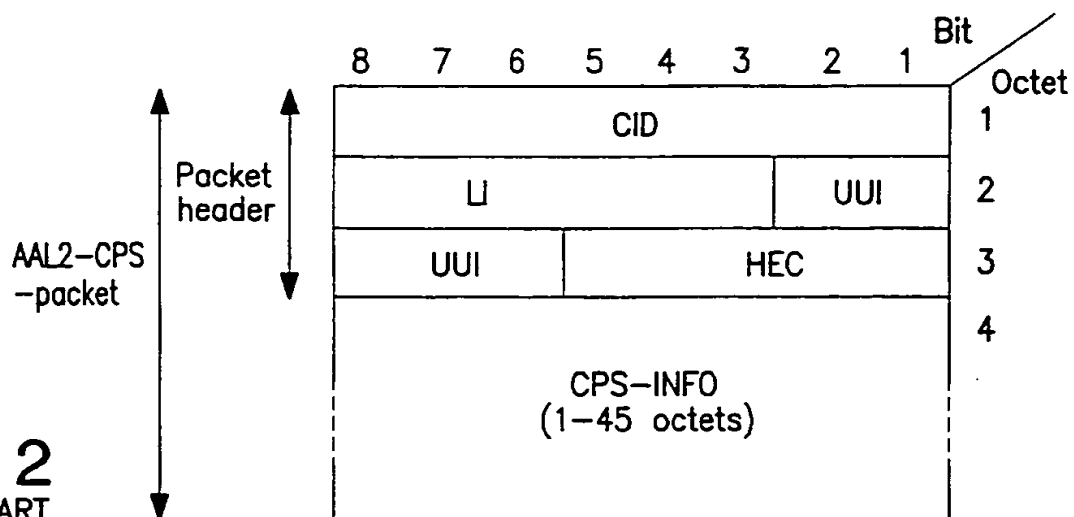 Bit
8 7 6 5 4 3 2 1
Octet
CID
1
Packet
header
LI
UUI
2
AAL2-CPS
-packet
UUI
HEC
3
4
CPS-INFO
(1-45 octets)
2
ART